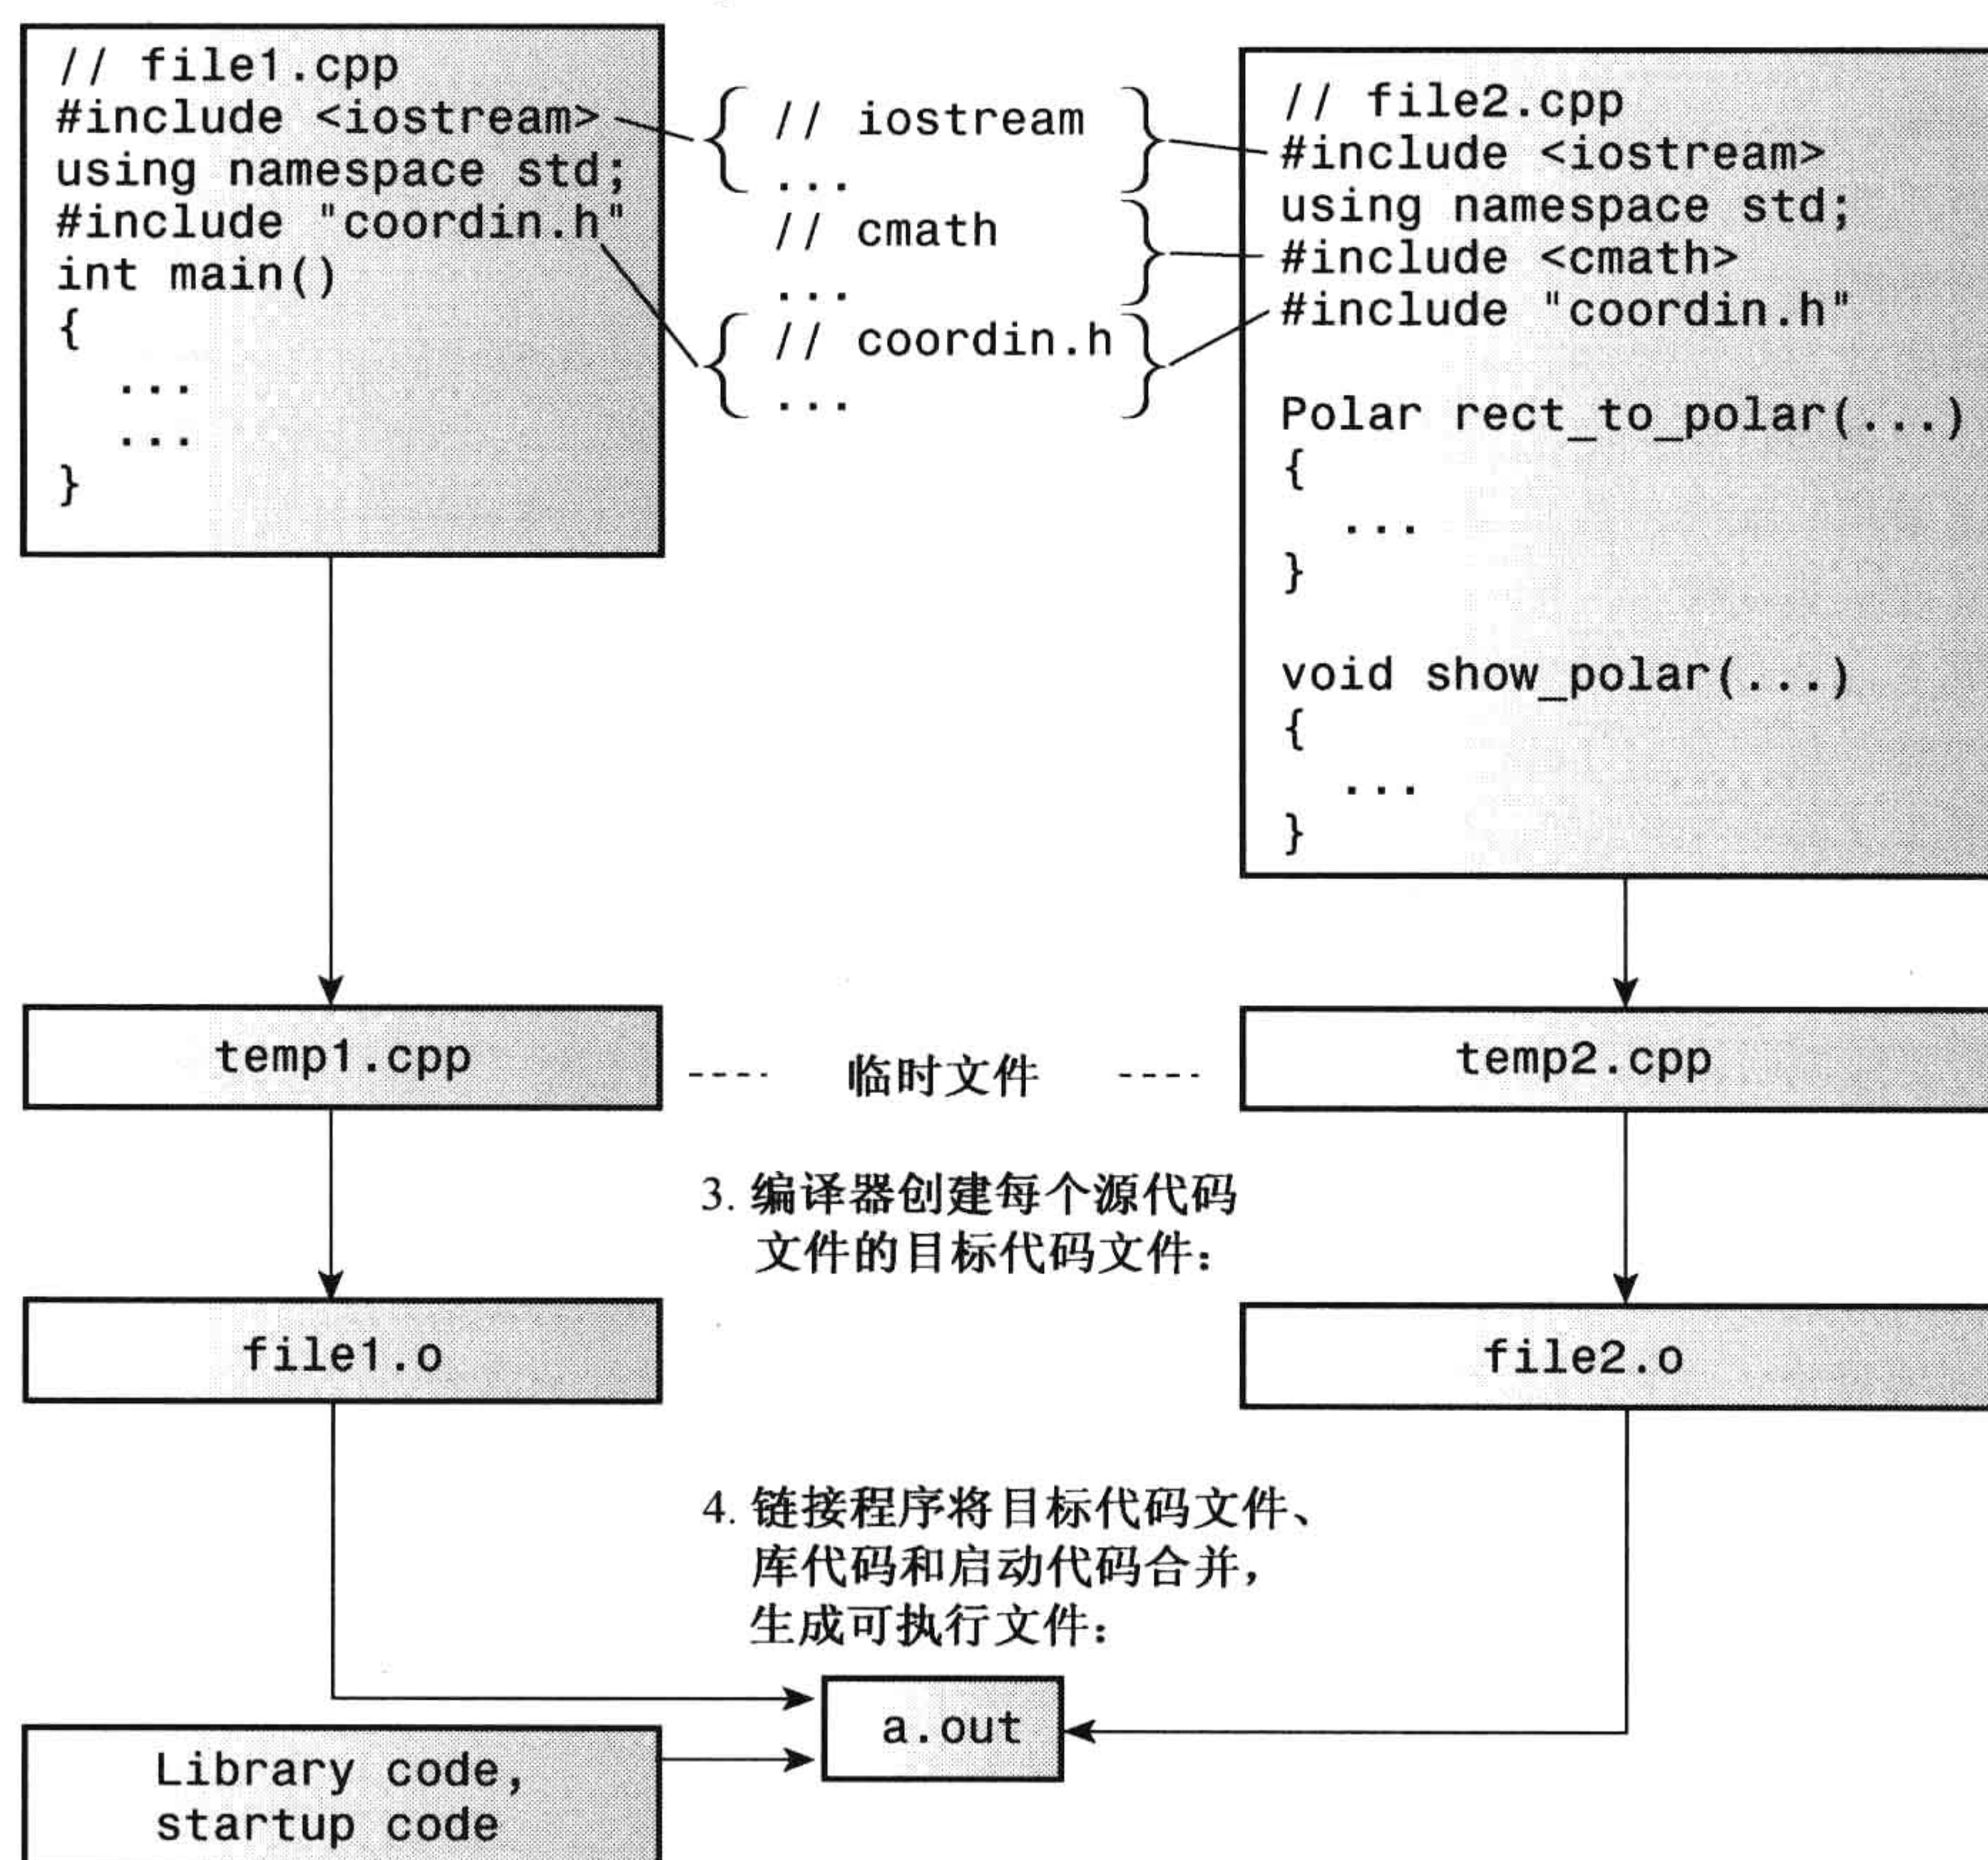 // file1.cpp
#include <iostream>
using namespace std;
#include "coordin.h"
int main()
{
...
...
}
// iostream
...
// cmath
...
// coordin.h
...
// file2.cpp
#include <iostream>
using namespace std;
#include <cmath>
#include "coordin.h"
Polar rect_to_polar(...)
{
...
}
void show_polar(...)
{
...
}
temp1.cpp
---- 临时文件 ----
temp2.cpp
3. 编译器创建每个源代码
文件的目标代码文件：
file1.o
file2.o
4. 链接程序将目标代码文件、
库代码和启动代码合并，
生成可执行文件：
a.out
Library code,
startup code